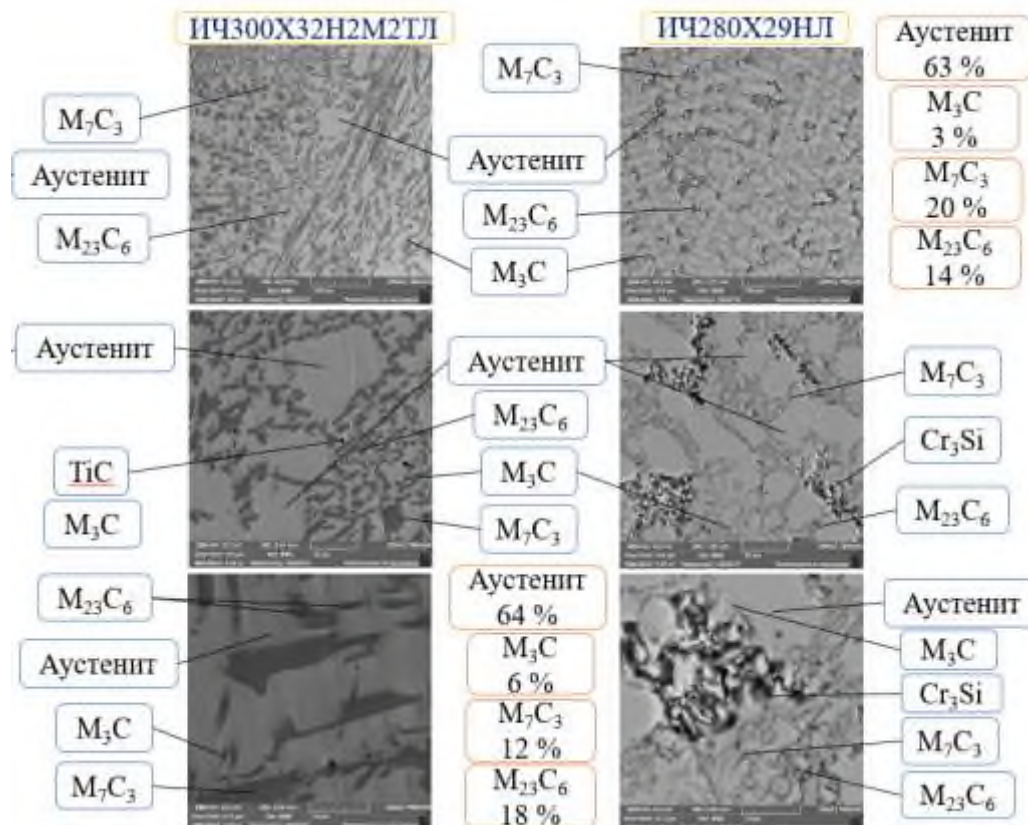 ИЧ300Х32Н2М2ТЛ
ИЧ280Х29НЛ
M₇C₃
Аустенит
M₂₃C₆
M₇C₃
Аустенит
M₂₃C₆
M₃C
Аустенит
63 %
M₃C
3 %
M₇C₃
20 %
M₂₃C₆
14 %
Аустенит
TiC
M₃C
Аустенит
M₂₃C₆
M₃C
M₇C₃
M₇C₃
Cr₃Si
M₂₃C₆
M₂₃C₆
Аустенит
M₃C
M₇C₃
Аустенит
64 %
M₃C
6 %
M₇C₃
12 %
M₂₃C₆
18 %
Аустенит
M₃C
Cr₃Si
M₇C₃
M₂₃C₆